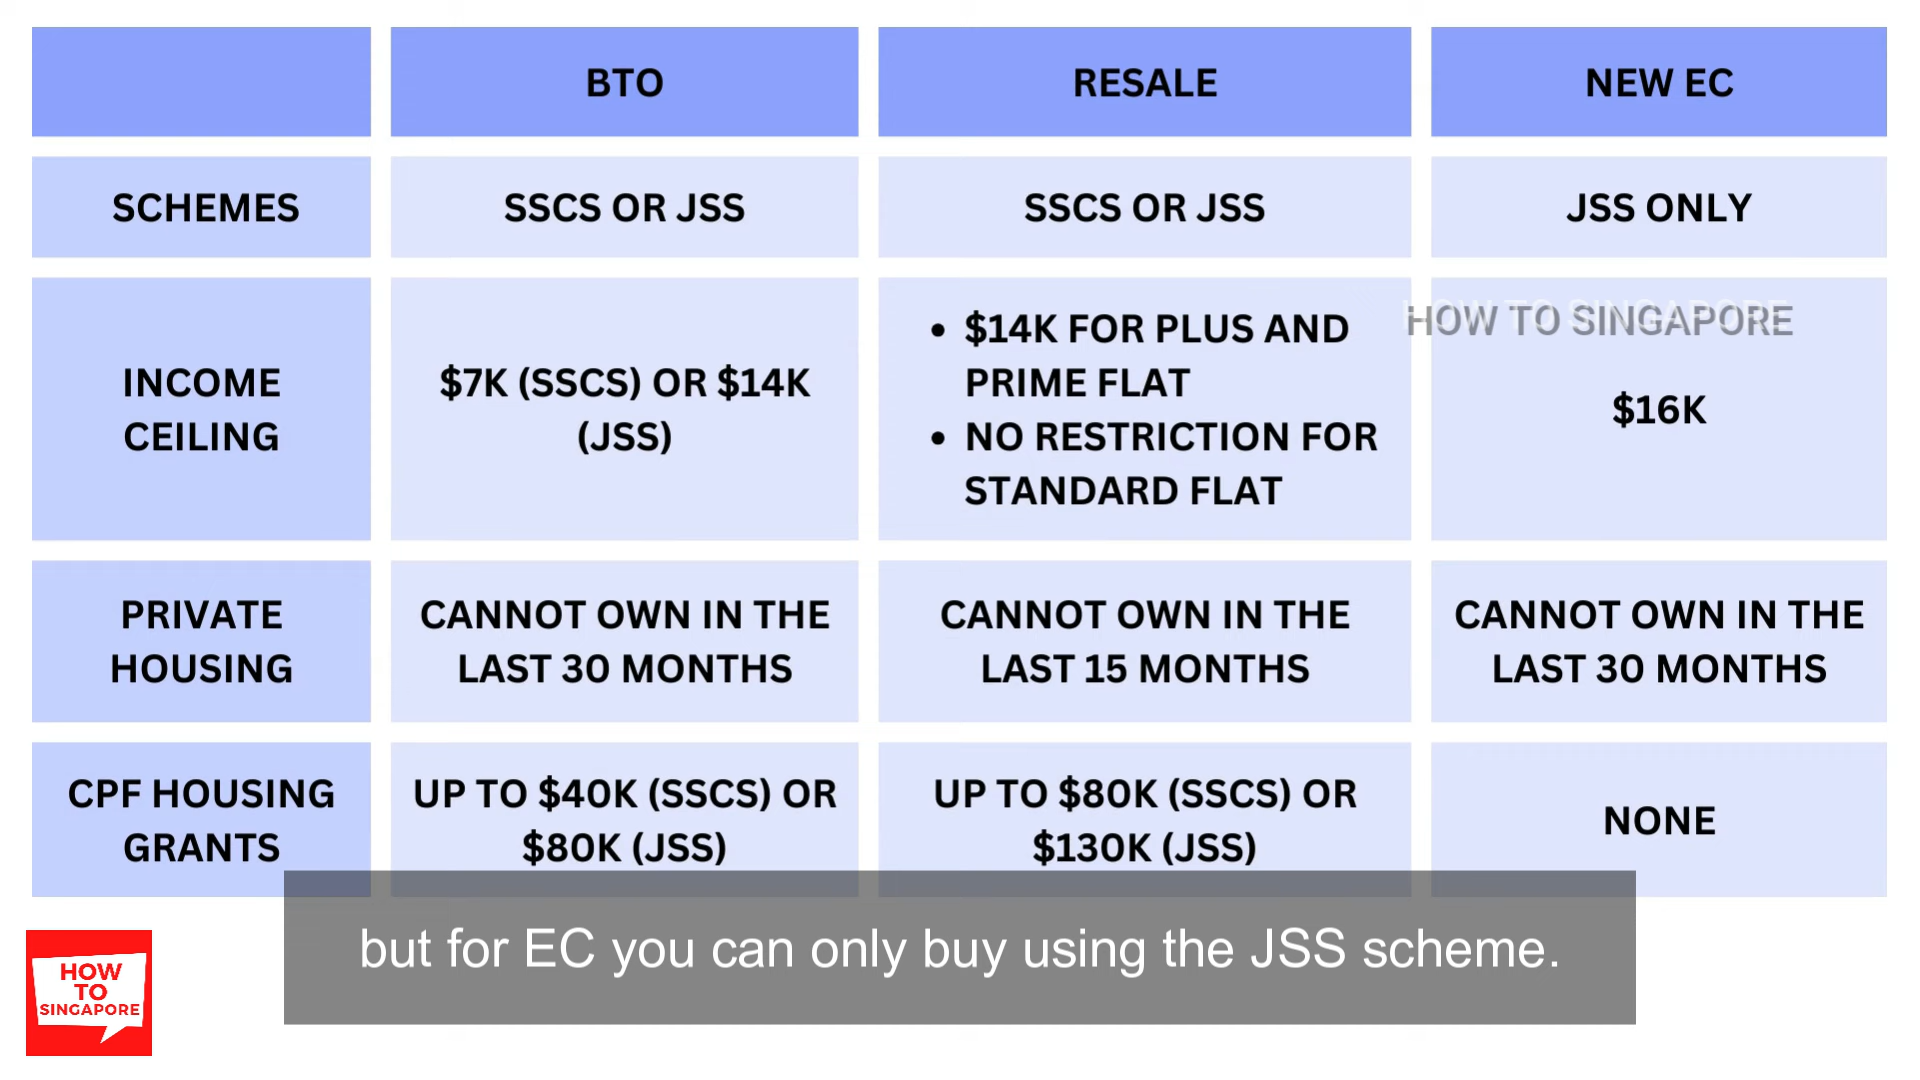 BTO
RESALE
NEW EC
SCHEMES
SSCS OR JSS
SSCS OR JSS
JSS ONLY
INCOME
CEILING
$7K (SSCS) OR $14K
(JSS)
• $14K FOR PLUS AND
PRIME FLAT
• NO RESTRICTION FOR
STANDARD FLAT
HOW TO SINGAPORE
$16K
PRIVATE
HOUSING
CANNOT OWN IN THE
LAST 30 MONTHS
CANNOT OWN IN THE
LAST 15 MONTHS
CANNOT OWN IN THE
LAST 30 MONTHS
CPF HOUSING
GRANTS
UP TO $40K (SSCS) OR
$80K (JSS)
UP TO $80K (SSCS) OR
$130K (JSS)
NONE
but for EC you can only buy using the JSS scheme.
HOW
TO
SINGAPORE